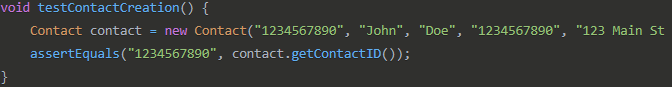 void testContactCreation() {
Contact contact = new Contact("1234567890", "John", "Doe", "1234567890", "123 Main St
assertEquals("1234567890", contact.getContactID());
}